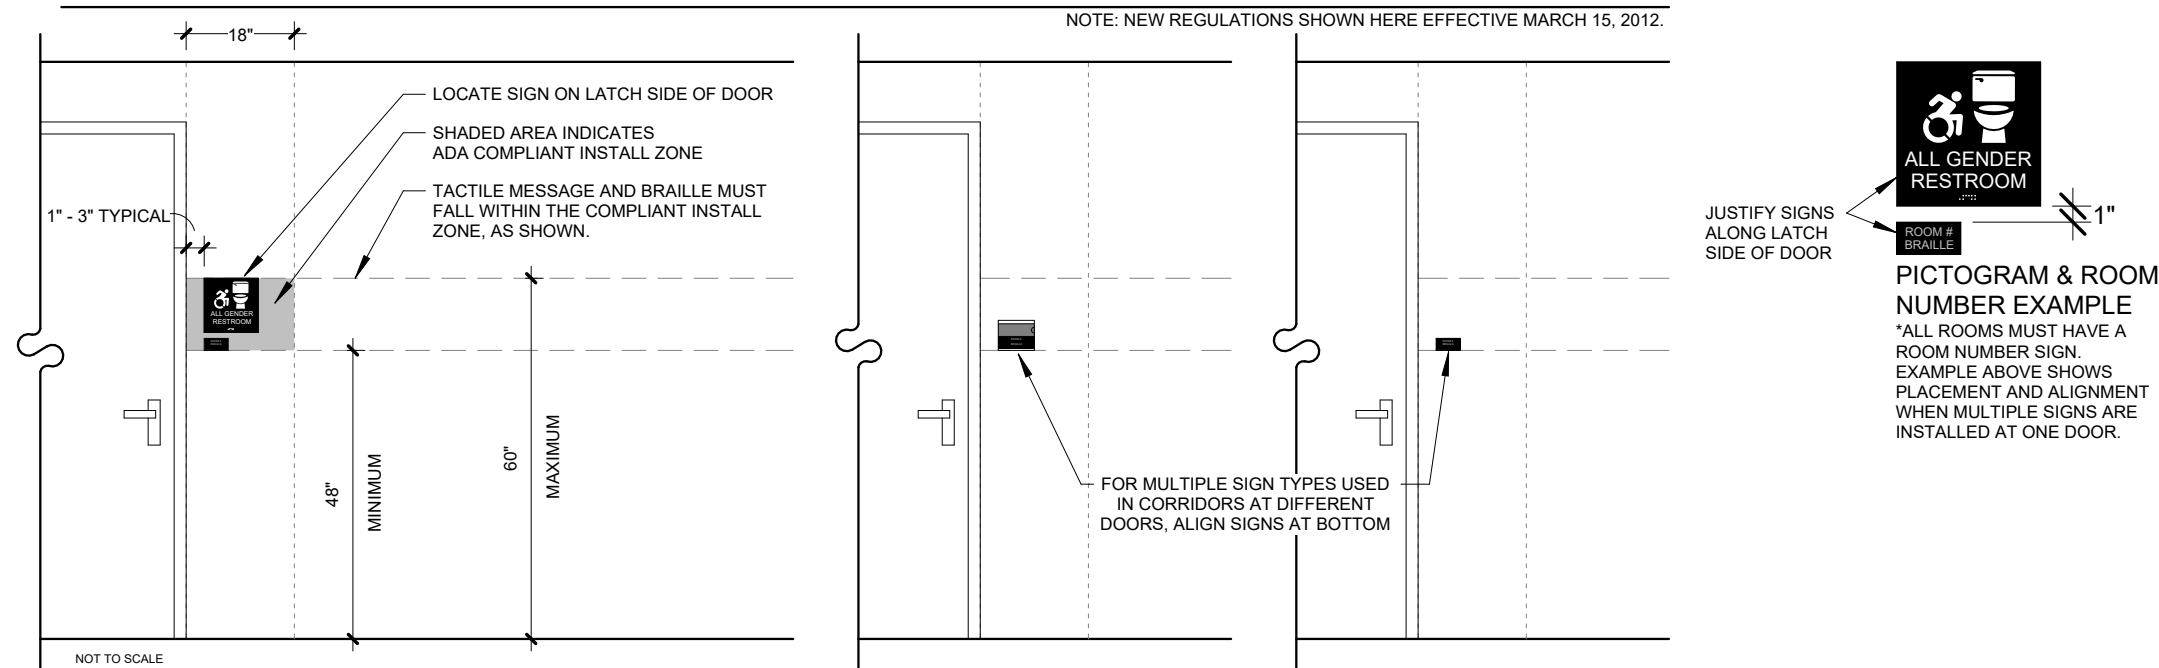 NOTE: NEW REGULATIONS SHOWN HERE EFFECTIVE MARCH 15, 2012.
18"
LOCATE SIGN ON LATCH SIDE OF DOOR
SHADED AREA INDICATES
ADA COMPLIANT INSTALL ZONE
TACTILE MESSAGE AND BRAILLE MUST
FALL WITHIN THE COMPLIANT INSTALL
ZONE, AS SHOWN.
1" - 3" TYPICAL
ALL GENDER
RESTROOM
48"
MINIMUM
60"
MAXIMUM
NOT TO SCALE
FOR MULTIPLE SIGN TYPES USED
IN CORRIDORS AT DIFFERENT
DOORS, ALIGN SIGNS AT BOTTOM
ALL GENDER
RESTROOM
JUSTIFY SIGNS
ALONG LATCH
SIDE OF DOOR
1"
ROOM #
BRAILLE
PICTOGRAM & ROOM
NUMBER EXAMPLE
*ALL ROOMS MUST HAVE A
ROOM NUMBER SIGN.
EXAMPLE ABOVE SHOWS
PLACEMENT AND ALIGNMENT
WHEN MULTIPLE SIGNS ARE
INSTALLED AT ONE DOOR.